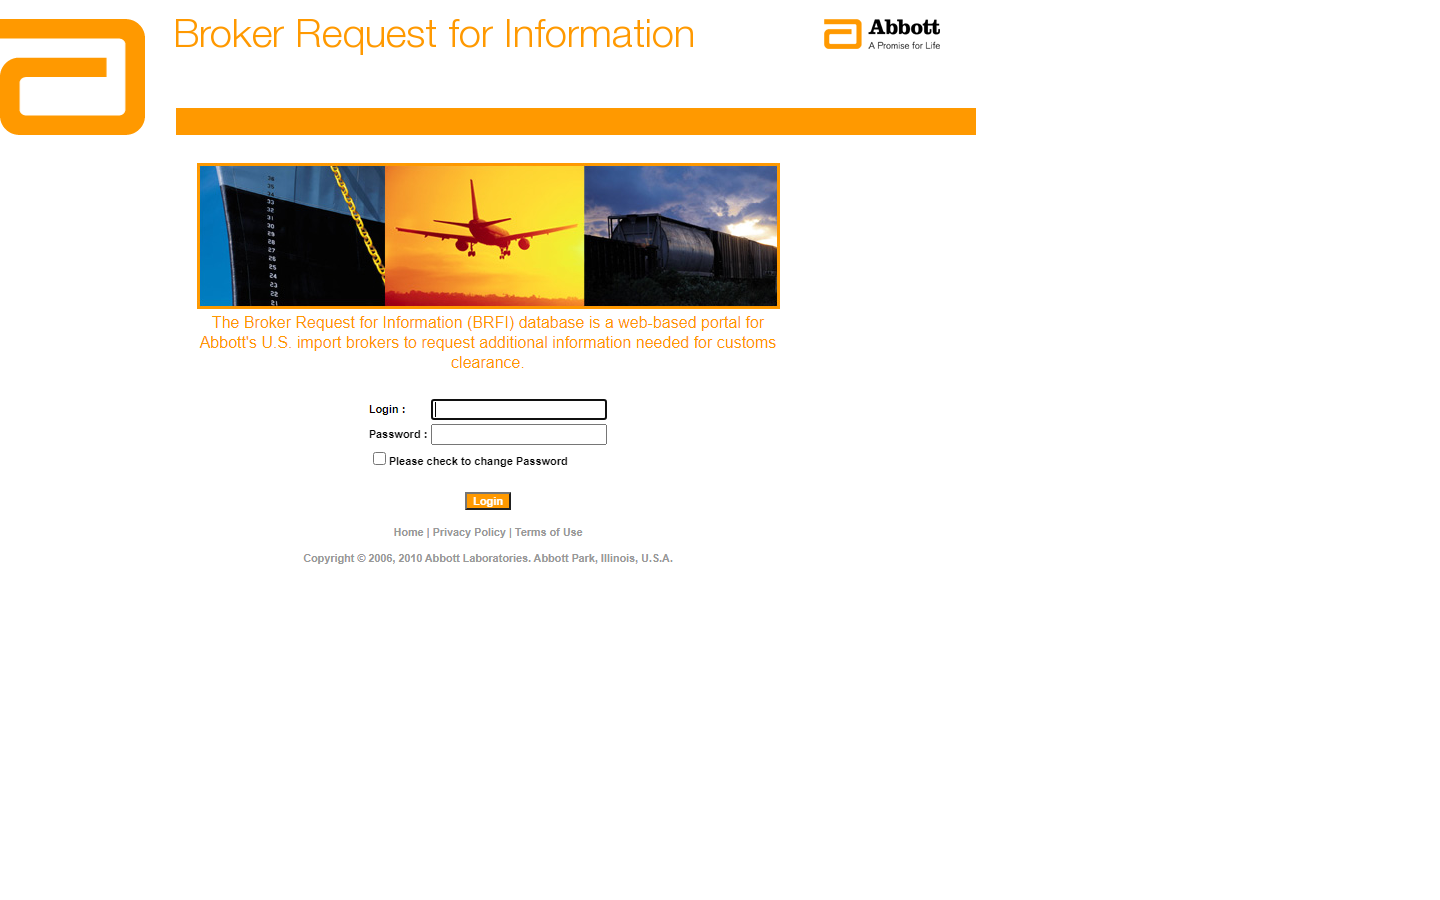 Broker Request for Information
Abbott
A Promise for Life
36
35
34
33
32
31
30
29
28
27
26
25
24
23
22
21
The Broker Request for Information (BRFI) database is a web-based portal for
Abbott's U.S. import brokers to request additional information needed for customs
clearance.
Login :
Password :
Please check to change Password
Login
Home | Privacy Policy | Terms of Use
Copyright © 2006, 2010 Abbott Laboratories. Abbott Park, Illinois, U.S.A.